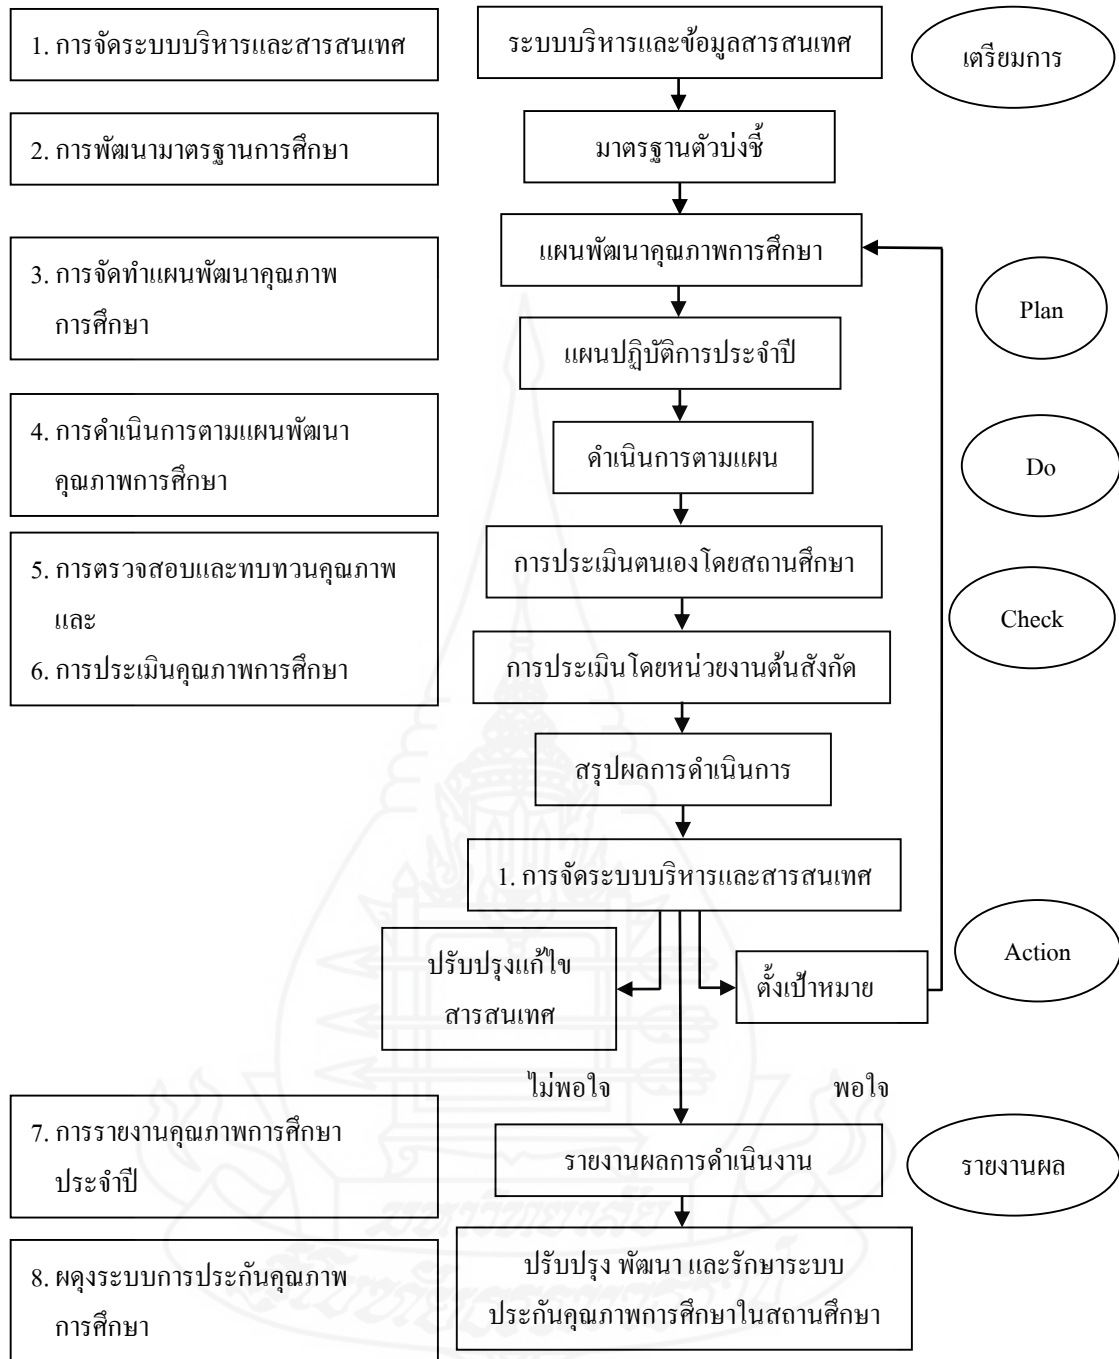 1. การจัดระบบบริหารและสารสนเทศ
ระบบบริหารและข้อมูลสารสนเทศ
เตรียมการ
2. การพัฒนามาตรฐานการศึกษา
มาตรฐานตัวบ่งชี้
3. การจัดทำแผนพัฒนาคุณภาพ
การศึกษา
แผนพัฒนาคุณภาพการศึกษา
Plan
แผนปฏิบัติการประจำปี
4. การดำเนินการตามแผนพัฒนา
คุณภาพการศึกษา
ดำเนินการตามแผน
Do
5. การตรวจสอบและทบทวนคุณภาพ
และ
6. การประเมินคุณภาพการศึกษา
การประเมินตนเองโดยสถานศึกษา
Check
การประเมินโดยหน่วยงานต้นสังกัด
สรุปผลการดำเนินการ
1. การจัดระบบบริหารและสารสนเทศ
ปรับปรุงแก้ไข
สารสนเทศ
ตั้งเป้าหมาย
Action
ไม่พอใจ
พอใจ
7. การรายงานคุณภาพการศึกษา
ประจำปี
รายงานผลการดำเนินงาน
รายงานผล
8. ผดุงระบบการประกันคุณภาพ
การศึกษา
ปรับปรุง พัฒนา และรักษาระบบ
ประกันคุณภาพการศึกษาในสถานศึกษา
มหาวิทยาลัย
สุโขทัยธรรมาธิราช